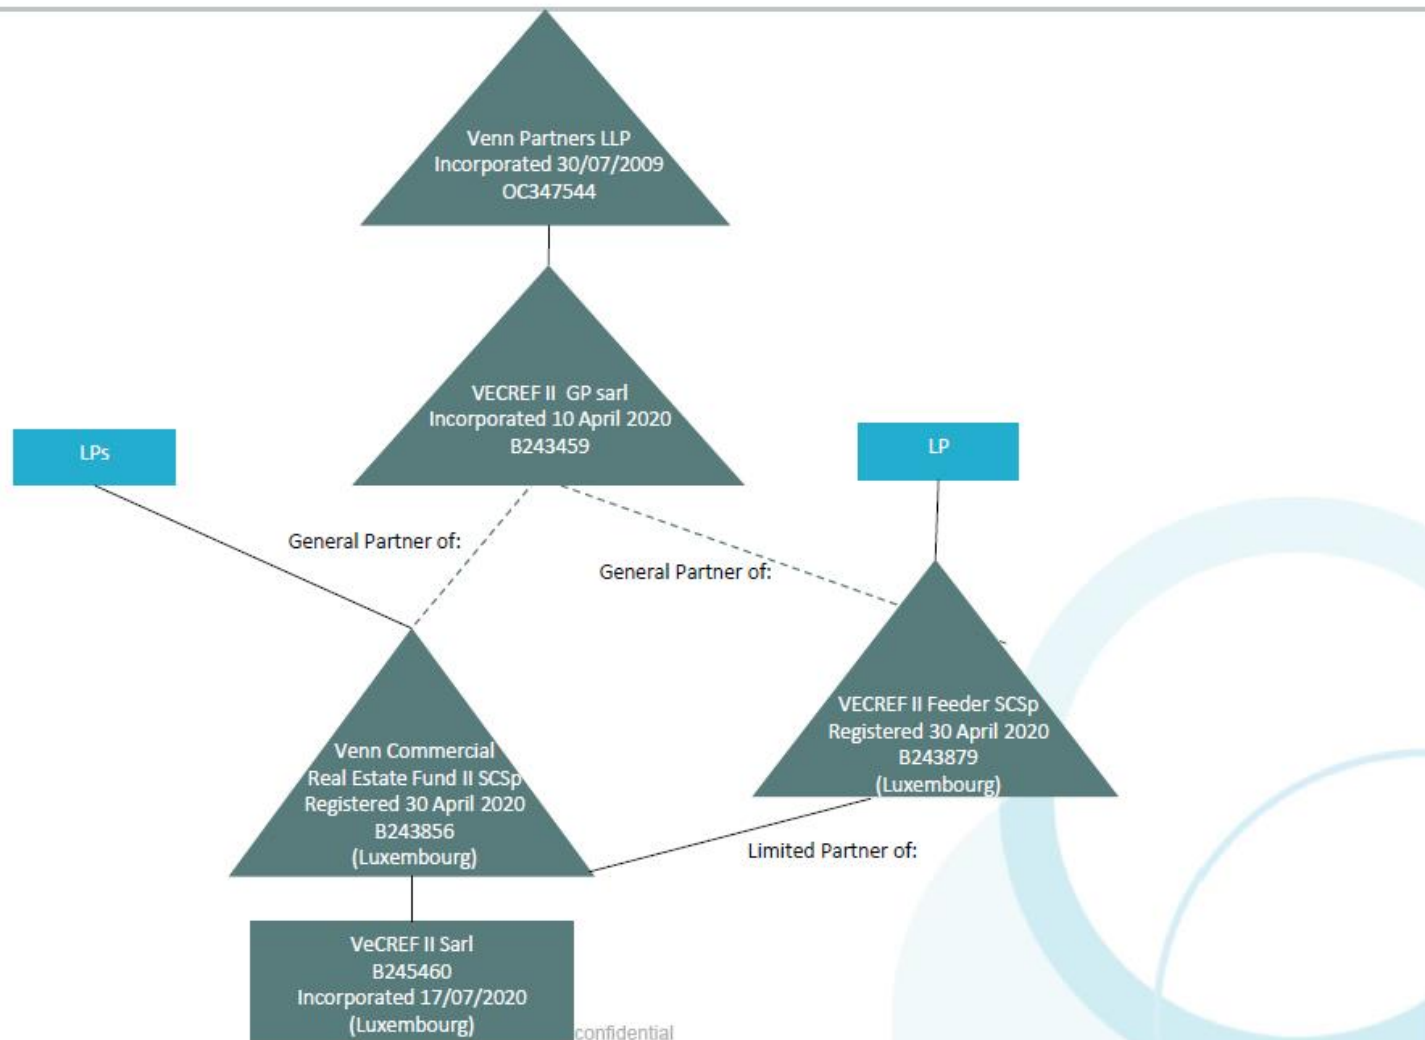 Venn Partners LLP
Incorporated 30/07/2009
OC347544
VECREF II GP sarl
Incorporated 10 April 2020
B243459
LPs
LP
General Partner of:
General Partner of:
VECREF II Feeder SCSp
Registered 30 April 2020
B243879
(Luxembourg)
Venn Commercial
Real Estate Fund II SCSp
Registered 30 April 2020
B243856
(Luxembourg)
Limited Partner of:
VeCREF II Sarl
B245460
Incorporated 17/07/2020
(Luxembourg)
confidential